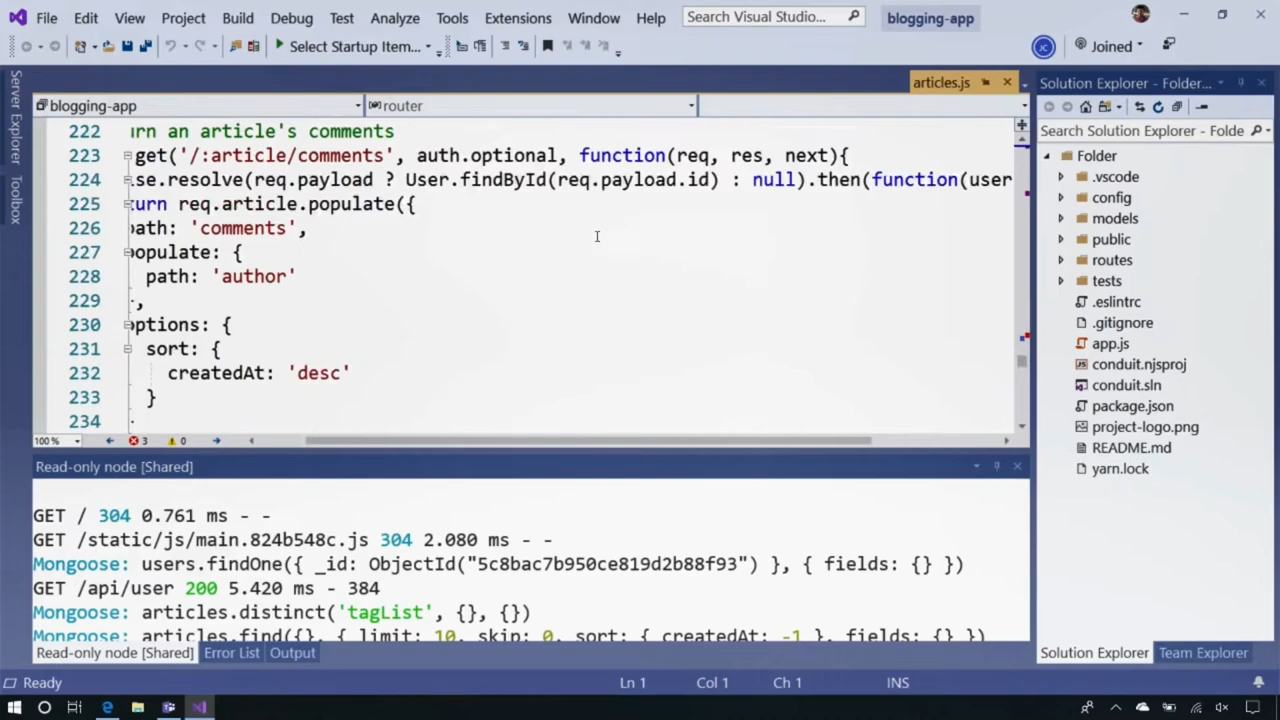 File Edit View Project Build Debug Test Analyze Tools Extensions Window Help Search Visual Studio... blogging-app
Select Startup Item... JC Joined
Server Explorer
Toolbox
articles.js
blogging-app router
222 urn an article's comments
223 get('/:article/comments', auth.optional, function(req, res, next){
224 ise.resolve(req.payload ? User.findById(req.payload.id) : null).then(function(user
225 turn req.article.populate({
226 path: 'comments',
227 populate: {
228 path: 'author'
229 ,
230 options: {
231 sort: {
232 createdAt: 'desc'
233 }
234
100 % 3 0
Read-only node [Shared]
GET / 304 0.761 ms - -
GET /static/js/main.824b548c.js 304 2.080 ms - -
Mongoose: users.findOne({ _id: ObjectId("5c8bac7b950ce819d2b88f93") }, { fields: {} })
GET /api/user 200 5.420 ms - 384
Mongoose: articles.distinct('tagList', {}, {})
Mongoose: articles.find({}, { limit: 10, skip: 0, sort: { createdAt: -1 }, fields: {} })
Read-only node [Shared] Error List Output
Solution Explorer - Folder...
Search Solution Explorer - Folde
Folder
.vscode
config
models
public
routes
tests
.eslintrc
.gitignore
app.js
conduit.njsproj
conduit.sln
package.json
project-logo.png
README.md
yarn.lock
Solution Explorer Team Explorer
Ready Ln 1 Col 1 Ch 1 INS